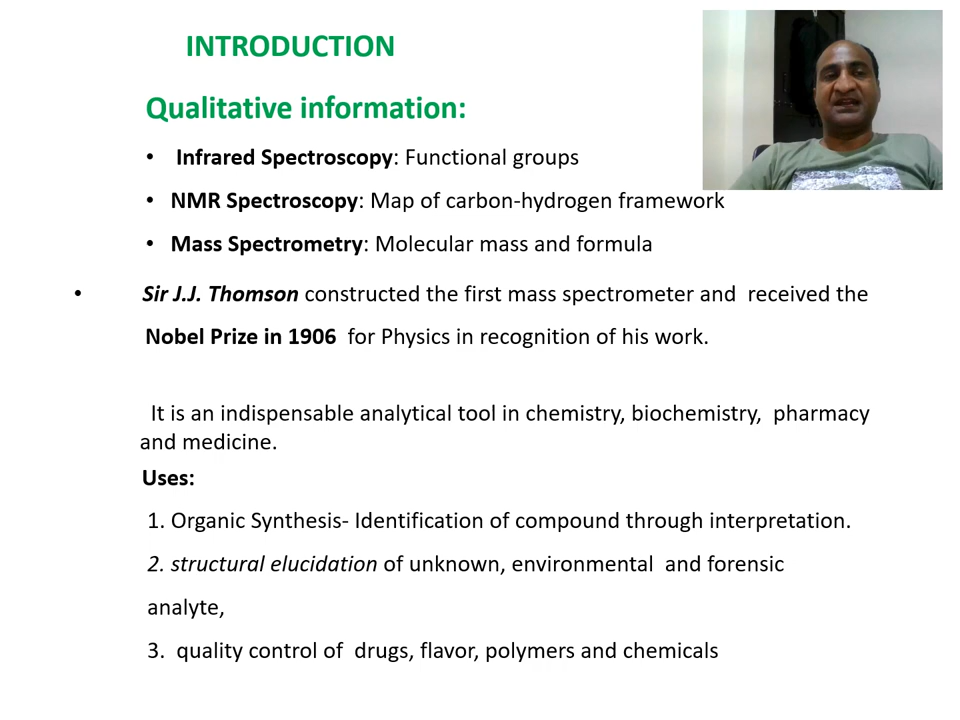 INTRODUCTION
Qualitative information:
• Infrared Spectroscopy: Functional groups
• NMR Spectroscopy: Map of carbon-hydrogen framework
• Mass Spectrometry: Molecular mass and formula
• Sir J.J. Thomson constructed the first mass spectrometer and received the
Nobel Prize in 1906 for Physics in recognition of his work.
It is an indispensable analytical tool in chemistry, biochemistry, pharmacy
and medicine.
Uses:
1. Organic Synthesis- Identification of compound through interpretation.
2. structural elucidation of unknown, environmental and forensic
analyte,
3. quality control of drugs, flavor, polymers and chemicals